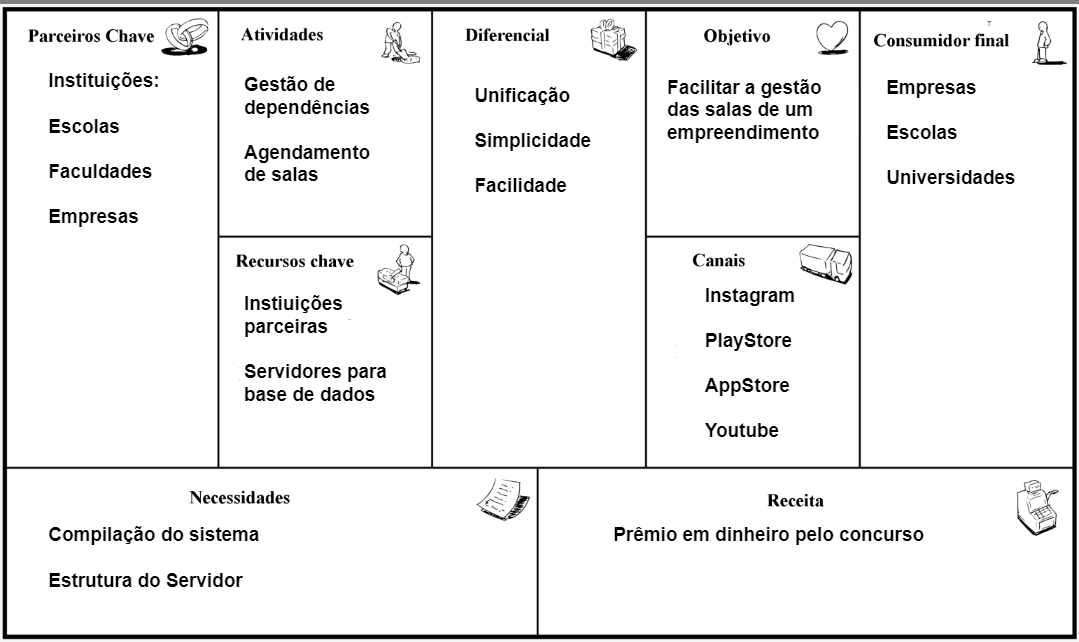 Parceiros Chave
Instituições:
Escolas
Faculdades
Empresas
Atividades
Gestão de
dependências
Agendamento
de salas
Recursos chave
Instiuições
parceiras
Servidores para
base de dados
Diferencial
Unificação
Simplicidade
Facilidade
Objetivo
Facilitar a gestão
das salas de um
empreendimento
Canais
Instagram
PlayStore
AppStore
Youtube
T
Consumidor final
Empresas
Escolas
Universidades
Necessidades
Compilação do sistema
Estrutura do Servidor
Receita
Prêmio em dinheiro pelo concurso